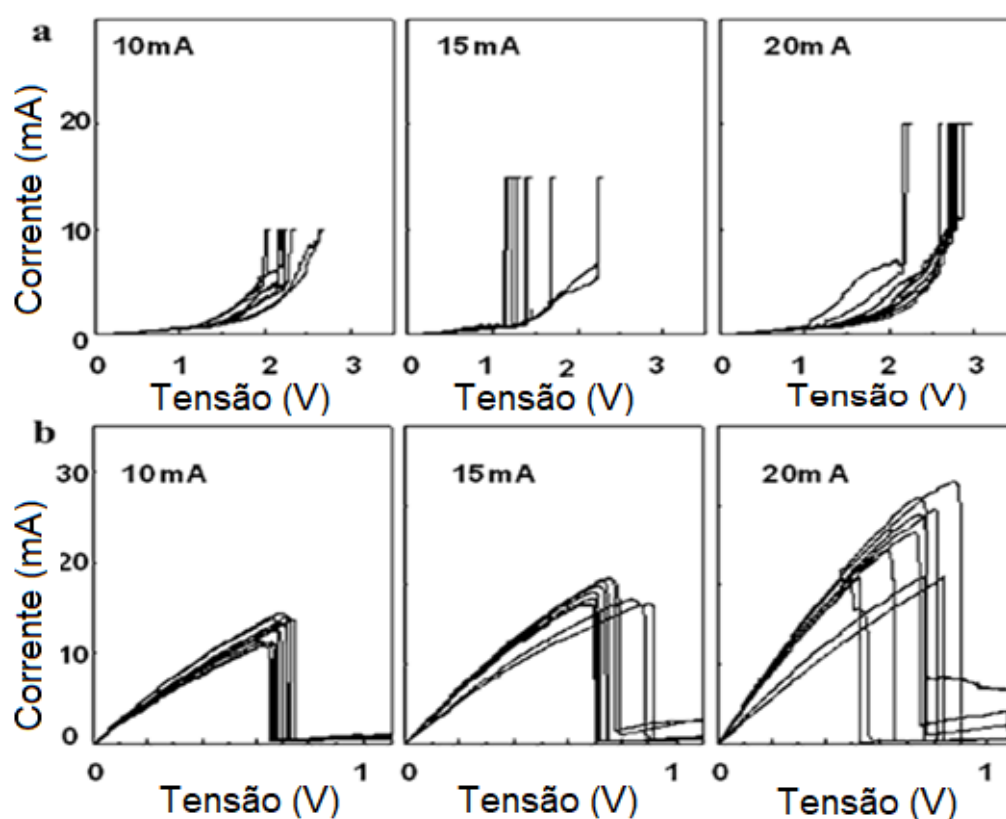 a
10mA
15mA
20mA
Corrente (mA)
20
10
0
0 1 2 3
0 1 2 3
0 1 2 3
Tensão (V)
Tensão (V)
Tensão (V)
b
10mA
15mA
20mA
Corrente (mA)
30
20
10
0
0 1
0 1
0 1
Tensão (V)
Tensão (V)
Tensão (V)